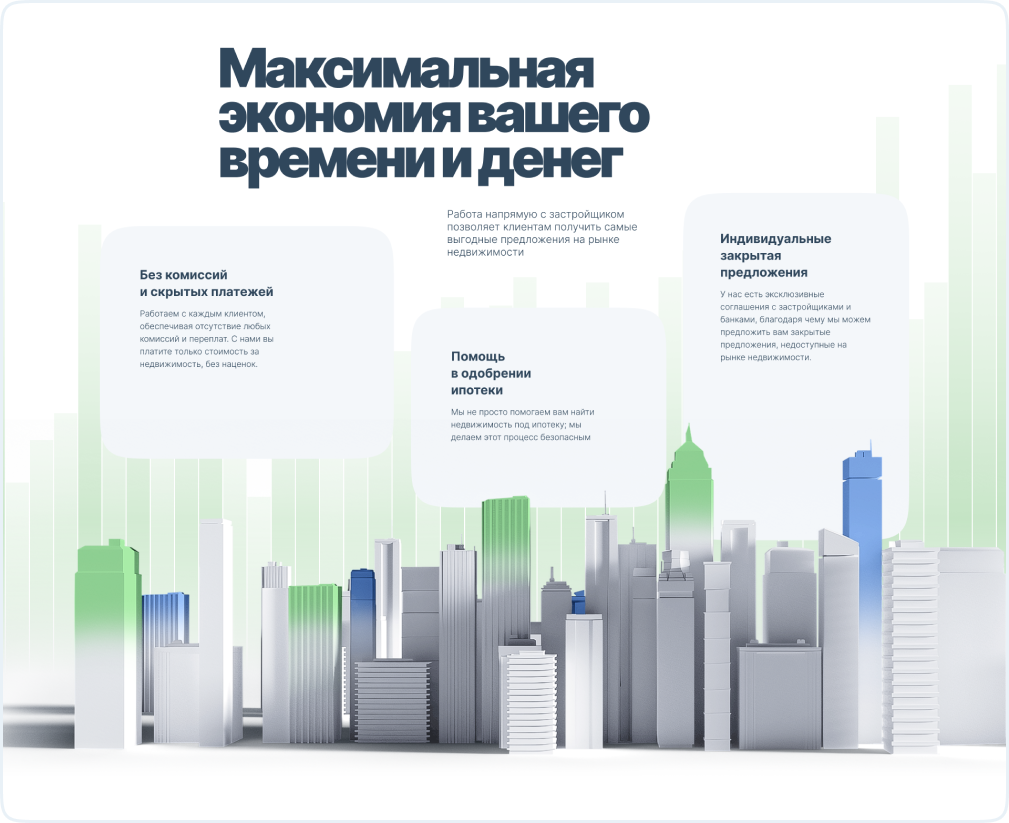 Максимальная
экономия вашего
времени и денег
Работа напрямую с застройщиком
позволяет клиентам получить самые
выгодные предложения на рынке
недвижимости
Без комиссий
и скрытых платежей
Работаем с каждым клиентом,
обеспечивая отсутствие любых
комиссий и переплат. С нами вы
платите только стоимость за
недвижимость, без наценок.
Помощь
в одобрении
ипотеки
Мы не просто помогаем вам найти
недвижимость под ипотеку; мы
делаем этот процесс безопасным
Индивидуальные
закрытая
предложения
У нас есть эксклюзивные
соглашения с застройщиками и
банками, благодаря чему мы можем
предложить вам закрытые
предложения, недоступные на
рынке недвижимости.